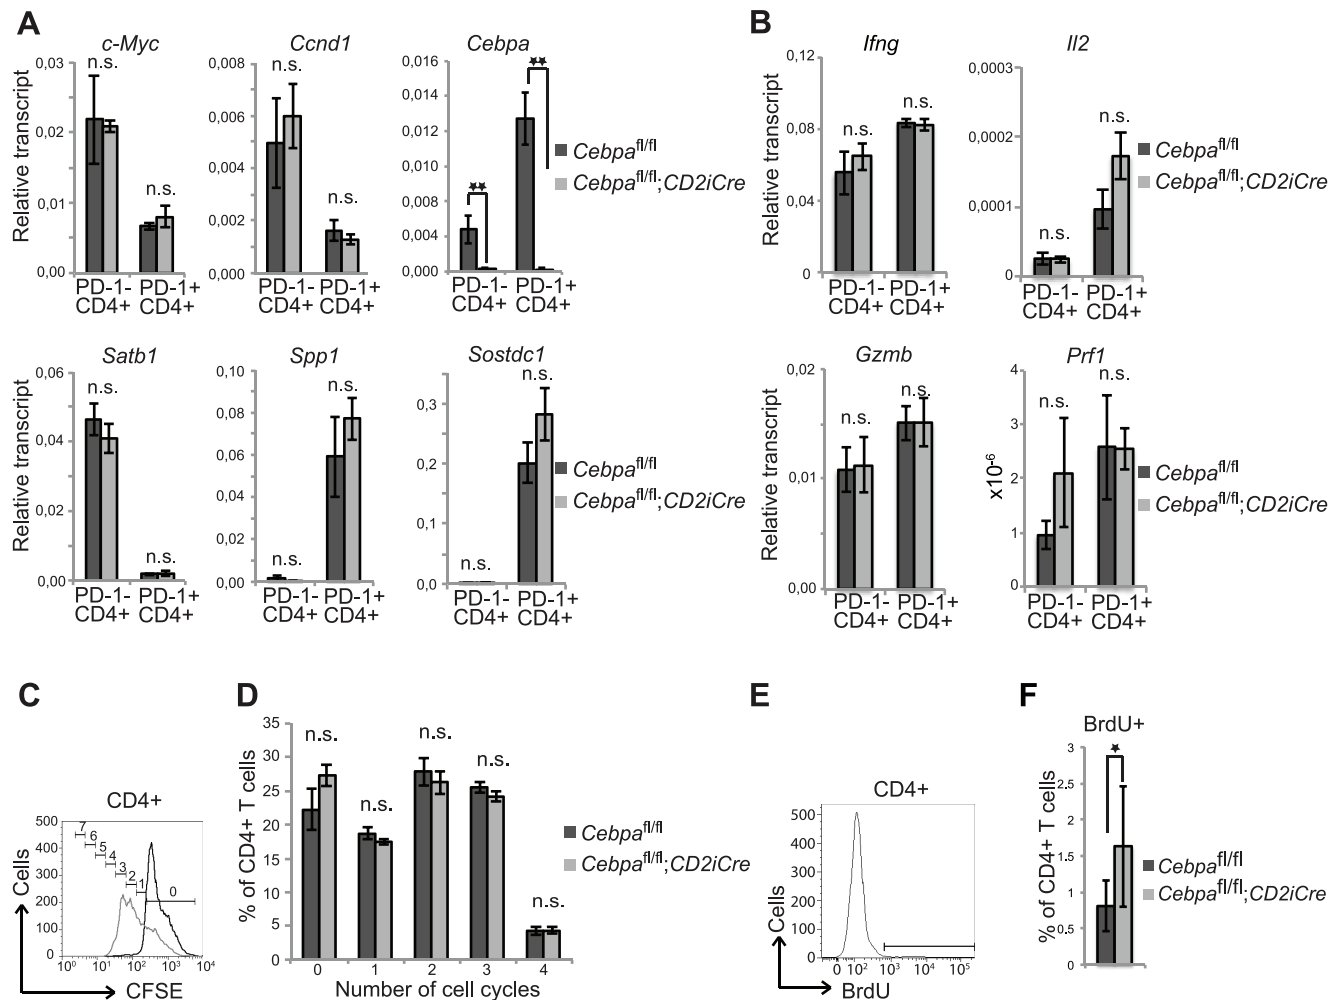 A
B
c-Myc
Ccnd1
Cebpa
Ifng
Il2
Relative transcript
0,03
0,02
0,01
0,00
n.s.
n.s.
PD-1- PD-1+
CD4+ CD4+
0,008
0,006
0,004
0,002
0,000
n.s.
n.s.
PD-1- PD-1+
CD4+ CD4+
0,016
0,014
0,013
0,010
0,092
0,006
0,004
0,000
PD-1- PD-1+
CD4+ CD4+
Cebpafl/fl
Cebpafl/fl;CD2iCre
Relative transcript
0,12
0,08
0,04
0
n.s.
n.s.
PD-1- PD-1+
CD4+ CD4+
0,0003
0,0002
0,0001
0
n.s.
n.s.
PD-1- PD-1+
CD4+ CD4+
Cebpafl/fl
Cebpafl/fl;CD2iCre
Satb1
Spp1
Sostdc1
Gzmb
Prf1
Relative transcript
0,06
0,04
0,02
0,00
n.s.
n.s.
PD-1- PD-1+
CD4+ CD4+
0,10
0,08
0,06
0,04
0,02
0,00
n.s.
n.s.
PD-1- PD-1+
CD4+ CD4+
0,3
0,2
0,1
0,0
n.s.
n.s.
PD-1- PD-1+
CD4+ CD4+
Cebpafl/fl
Cebpafl/fl;CD2iCre
Relative transcript
0,02
0,01
0,00
n.s.
n.s.
PD-1- PD-1+
CD4+ CD4+
x10-6
4
3
2
1
0
n.s.
n.s.
PD-1- PD-1+
CD4+ CD4+
Cebpafl/fl
Cebpafl/fl;CD2iCre
C
CD4+
Cells
500
400
300
200
100
0
7
6
5
4
3
2
1
0
100 101 102 103 104
CFSE
D
% of CD4+ T cells
35
30
25
20
15
10
5
0
n.s.
n.s.
n.s.
n.s.
n.s.
0 1 2 3 4
Number of cell cycles
Cebpafl/fl
Cebpafl/fl;CD2iCre
E
CD4+
Cells
500
400
300
200
100
0
0 102 103 104 105
BrdU
F
BrdU+
% of CD4+ T cells
3
2,5
2
1,5
1
0,5
0
Cebpafl/fl
Cebpafl/fl;CD2iCre